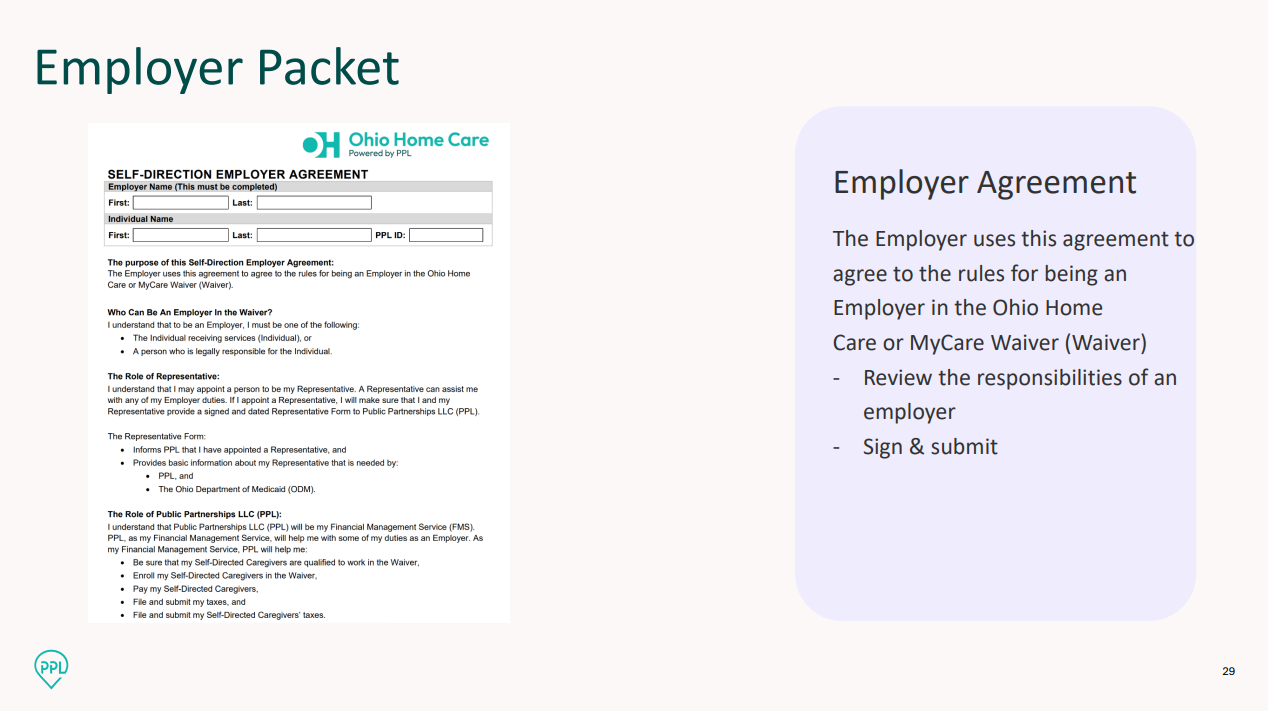 Employer Packet
OH Ohio Home Care
Powered by PPL
SELF-DIRECTION EMPLOYER AGREEMENT
Employer Name (This must be completed)
First: Last:
Individual Name
First: Last: PPL ID:
The purpose of this Self-Direction Employer Agreement:
The Employer uses this agreement to agree to the rules for being an Employer in the Ohio Home
Care or MyCare Waiver (Waiver).
Who Can Be An Employer In the Waiver?
I understand that to be an Employer, I must be one of the following:
• The Individual receiving services (Individual), or
• A person who is legally responsible for the Individual.
The Role of Representative:
I understand that I may appoint a person to be my Representative. A Representative can assist me
with any of my Employer duties. If I appoint a Representative, I will make sure that I and my
Representative provide a signed and dated Representative Form to Public Partnerships LLC (PPL).
The Representative Form:
• Informs PPL that I have appointed a Representative, and
• Provides basic information about my Representative that is needed by:
• PPL, and
• The Ohio Department of Medicaid (ODM).
The Role of Public Partnerships LLC (PPL):
I understand that Public Partnerships LLC (PPL) will be my Financial Management Service (FMS).
PPL, as my Financial Management Service, will help me with some of my duties as an Employer. As
my Financial Management Service, PPL will help me:
• Be sure that my Self-Directed Caregivers are qualified to work in the Waiver,
• Enroll my Self-Directed Caregivers in the Waiver,
• Pay my Self-Directed Caregivers,
• File and submit my taxes, and
• File and submit my Self-Directed Caregivers' taxes.
Employer Agreement
The Employer uses this agreement to
agree to the rules for being an
Employer in the Ohio Home
Care or MyCare Waiver (Waiver)
- Review the responsibilities of an
employer
- Sign & submit
PPL
29